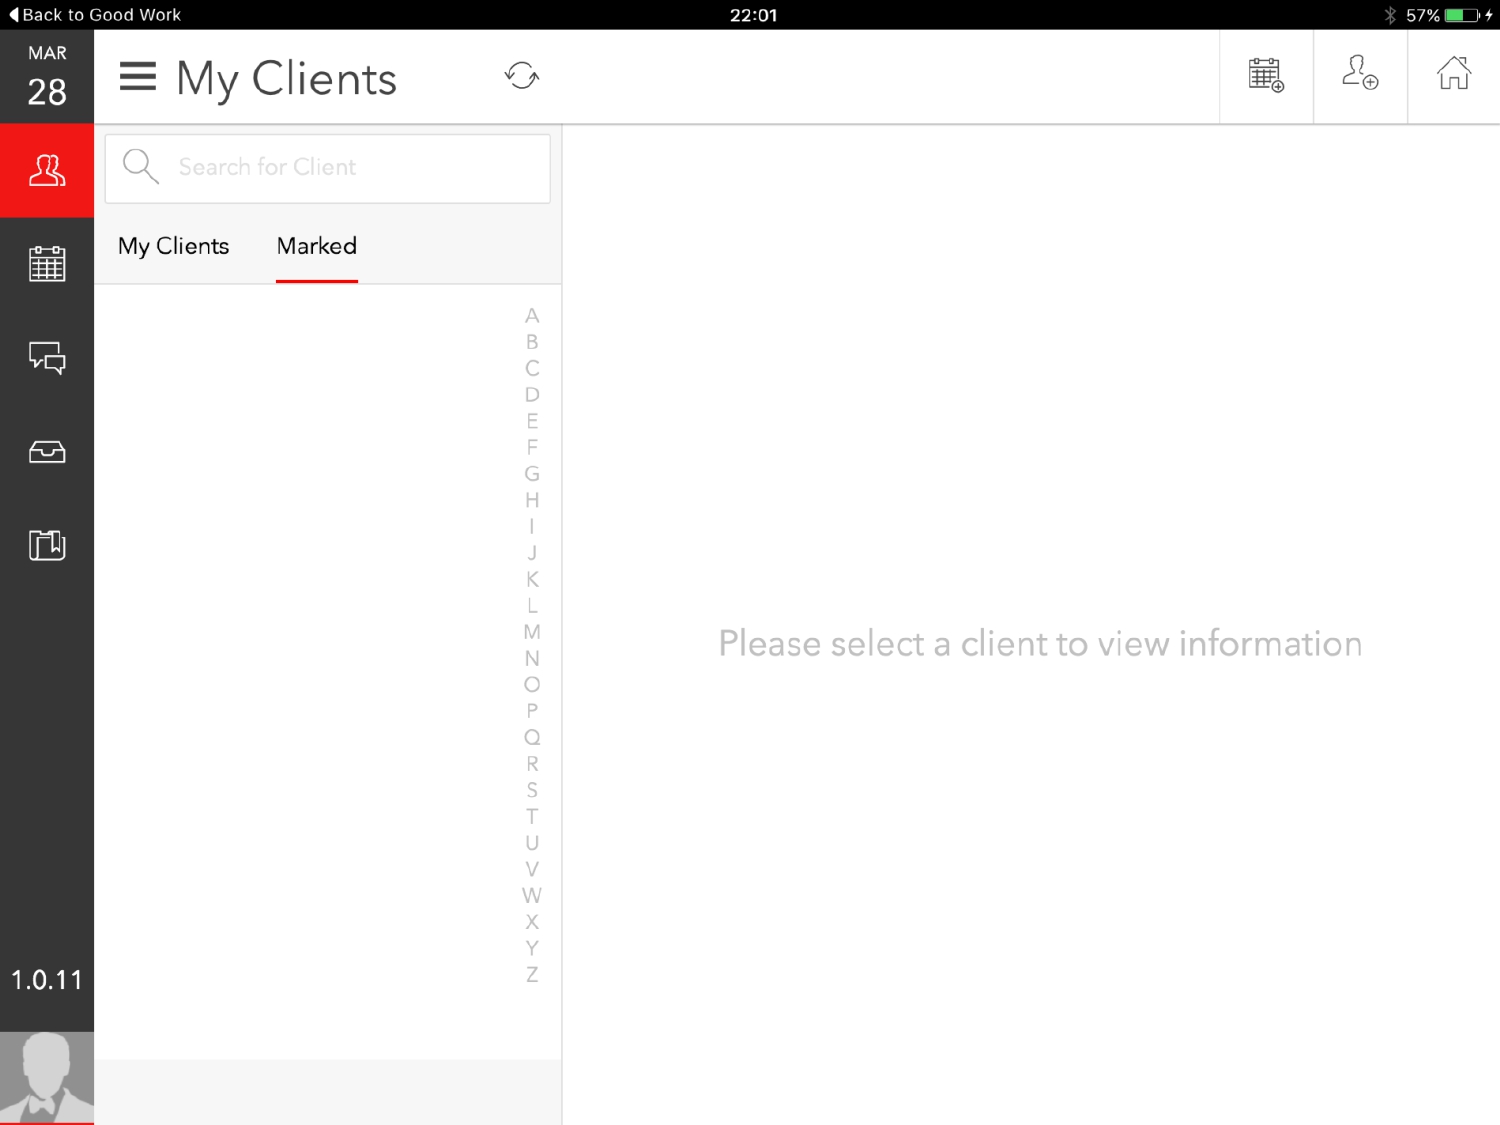 Back to Good Work
22:01
57%
MAR
28
My Clients
Search for Client
My Clients
Marked
A
B
C
D
E
F
G
H
I
J
K
L
M
N
O
P
Q
R
S
T
U
V
W
X
Y
Z
Please select a client to view information
1.0.11